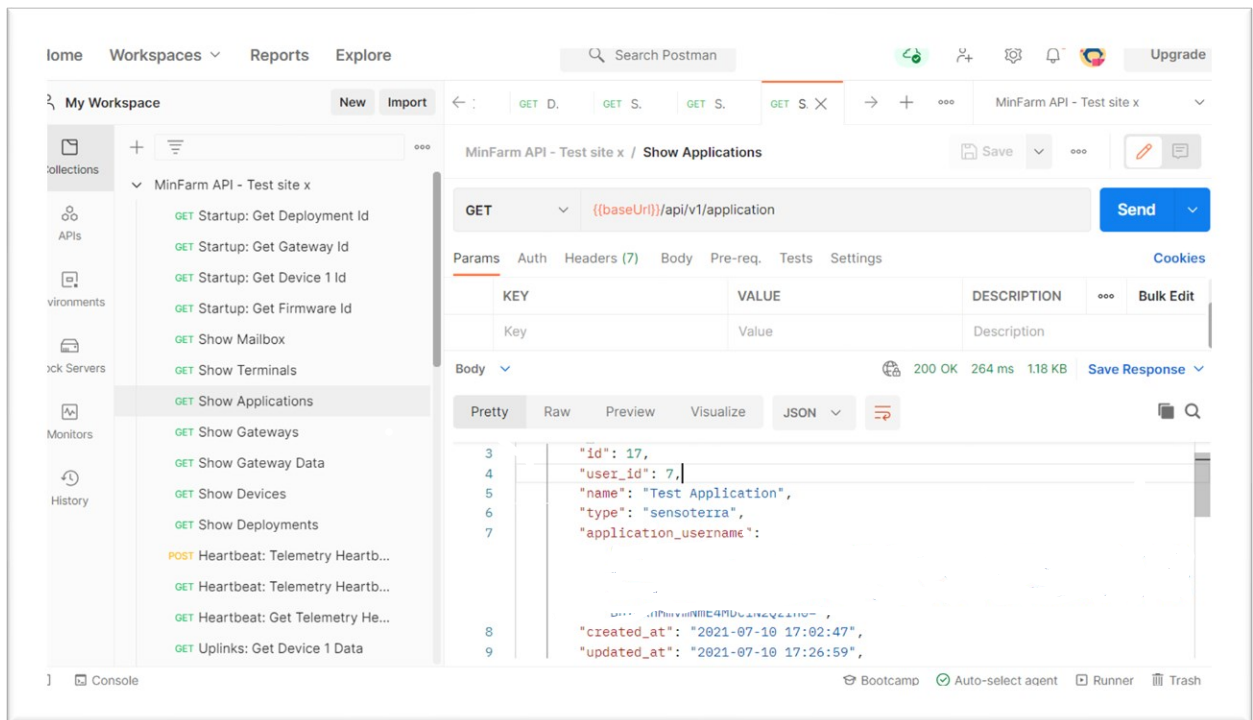 Home Workspaces Reports Explore Search Postman Upgrade
My Workspace New Import
GET D. GET S. GET S. GET S. MinFarm API - Test site x
MinFarm API - Test site x / Show Applications Save
GET {{baseUrl}}/api/v1/application Send
Params Auth Headers (7) Body Pre-req. Tests Settings Cookies
KEY VALUE DESCRIPTION Bulk Edit
Key Value Description
Body 200 OK 264 ms 1.18 KB Save Response
Pretty Raw Preview Visualize JSON
3 "id": 17,
4 "user_id": 7,
5 "name": "Test Application",
6 "type": "sensoterra",
7 "application_username":
8 "created_at": "2021-07-10 17:02:47",
9 "updated_at": "2021-07-10 17:26:59",
Collections
APIs
vironments
ock Servers
Monitors
History
MinFarm API - Test site x
GET Startup: Get Deployment Id
GET Startup: Get Gateway Id
GET Startup: Get Device 1 Id
GET Startup: Get Firmware Id
GET Show Mailbox
GET Show Terminals
GET Show Applications
GET Show Gateways
GET Show Gateway Data
GET Show Devices
GET Show Deployments
POST Heartbeat: Telemetry Heartb...
GET Heartbeat: Telemetry Heartb...
GET Heartbeat: Get Telemetry He...
GET Uplinks: Get Device 1 Data
Console Bootcamp Auto-select agent Runner Trash